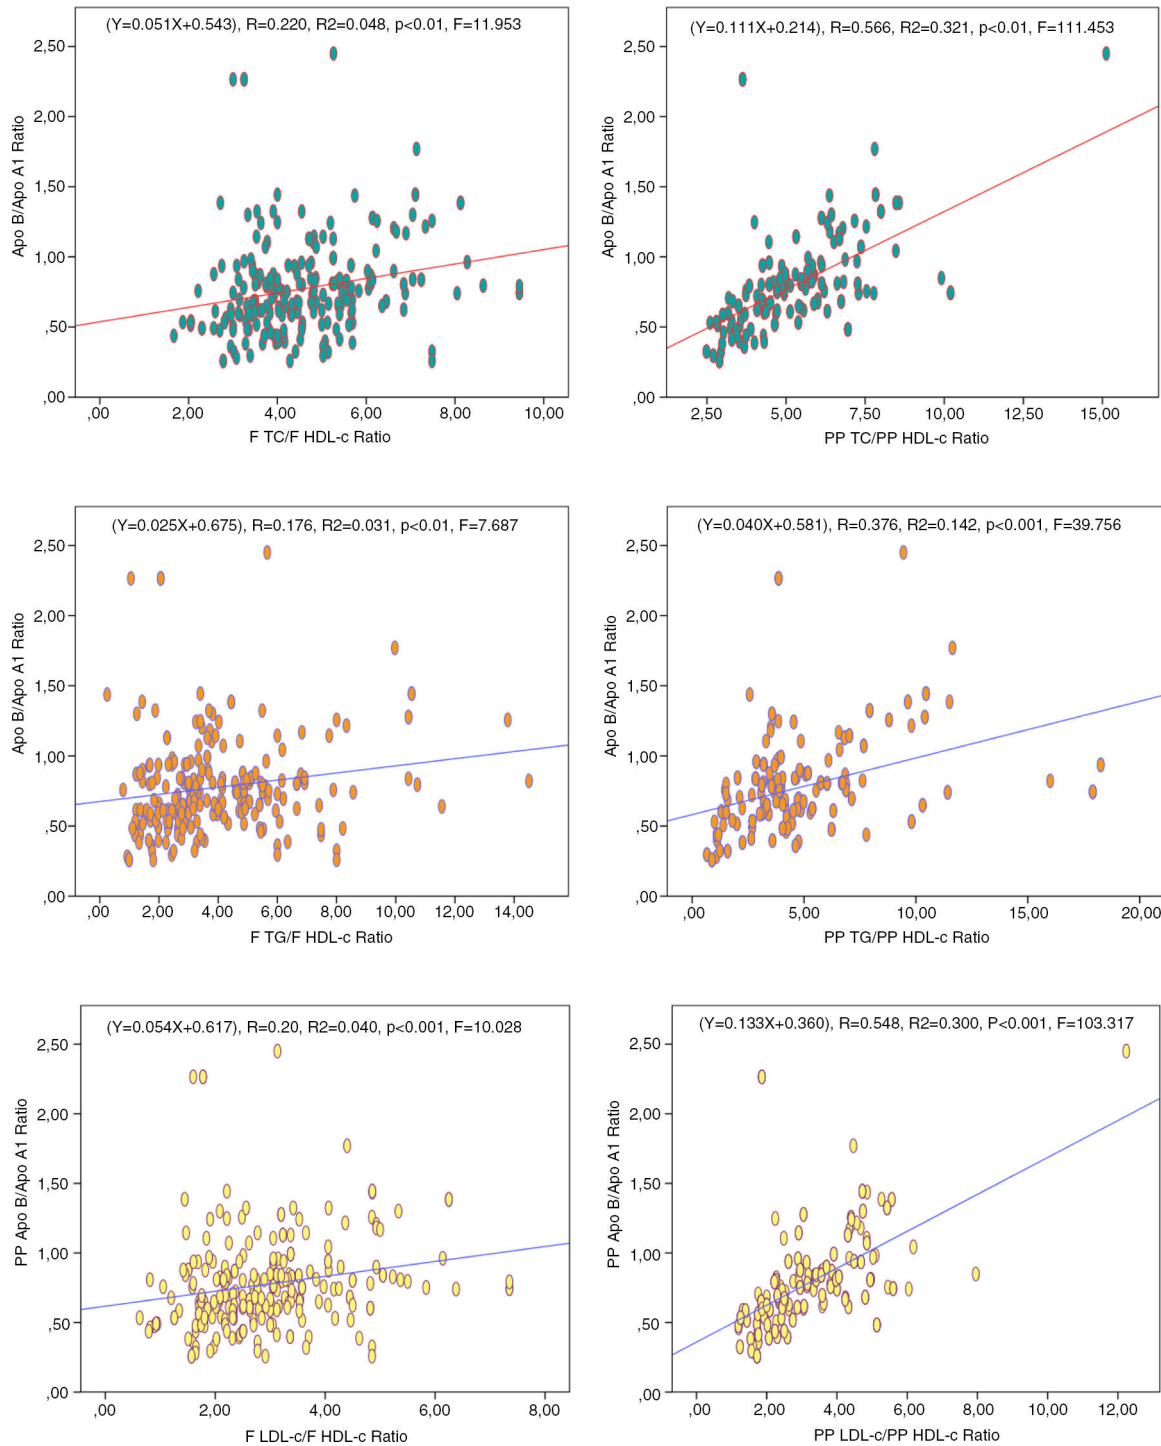 (Y=0.051X+0.543), R=0.220, R2=0.048, p<0.01, F=11.953
2,50
2,00
1,50
1,00
,50
,00
Apo B/Apo A1 Ratio
,00 2,00 4,00 6,00 8,00 10,00
F TC/F HDL-c Ratio
(Y=0.111X+0.214), R=0.566, R2=0.321, p<0.01, F=111.453
2,50
2,00
1,50
1,00
,50
,00
Apo B/Apo A1 Ratio
2,50 5,00 7,50 10,00 12,50 15,00
PP TC/PP HDL-c Ratio
(Y=0.025X+0.675), R=0.176, R2=0.031, p<0.01, F=7.687
2,50
2,00
1,50
1,00
,50
,00
Apo B/Apo A1 Ratio
,00 2,00 4,00 6,00 8,00 10,00 12,00 14,00
F TG/F HDL-c Ratio
(Y=0.040X+0.581), R=0.376, R2=0.142, p<0.001, F=39.756
2,50
2,00
1,50
1,00
,50
,00
Apo B/Apo A1 Ratio
,00 5,00 10,00 15,00 20,00
PP TG/PP HDL-c Ratio
(Y=0.054X+0.617), R=0.20, R2=0.040, p<0.001, F=10.028
2,50
2,00
1,50
1,00
,50
,00
PP Apo B/Apo A1 Ratio
,00 2,00 4,00 6,00 8,00
F LDL-c/F HDL-c Ratio
(Y=0.133X+0.360), R=0.548, R2=0.300, P<0.001, F=103.317
2,50
2,00
1,50
1,00
,50
,00
PP Apo B/Apo A1 Ratio
,00 2,00 4,00 6,00 8,00 10,00 12,00
PP LDL-c/PP HDL-c Ratio